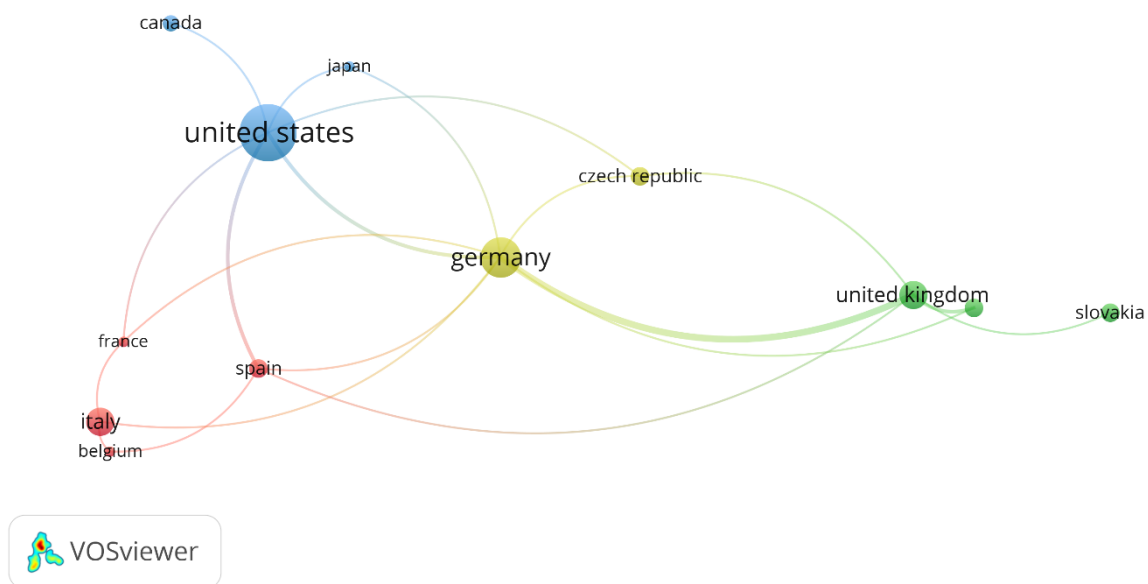 canada
japan
united states
czech republic
germany
united kingdom
slovakia
france
spain
italy
belgium
VOSviewer